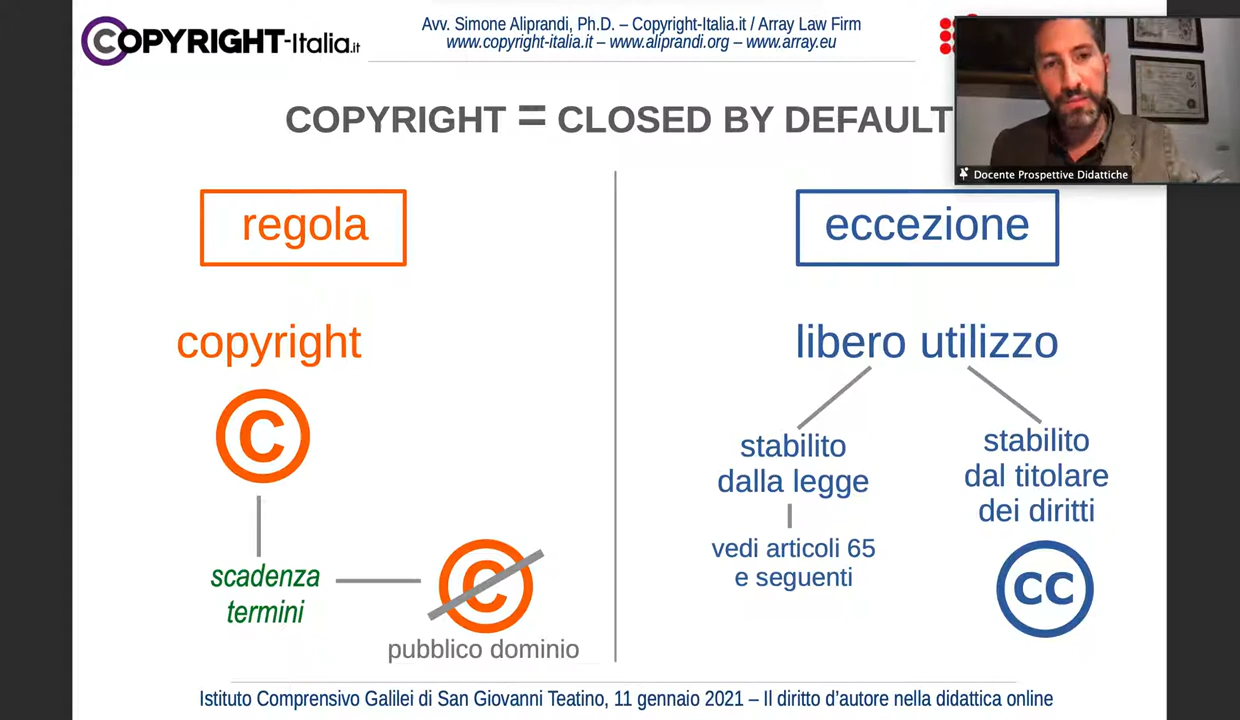 COPYRIGHT-Italia.it
Avv. Simone Aliprandi, Ph.D. – Copyright-Italia.it / Array Law Firm
www.copyright-italia.it – www.aliprandi.org – www.array.eu
COPYRIGHT = CLOSED BY DEFAULT
Docente Prospettive Didattiche
regola
copyright
C
scadenza
termini
C
pubblico dominio
eccezione
libero utilizzo
stabilito
dalla legge
vedi articoli 65
e seguenti
stabilito
dal titolare
dei diritti
CC
Istituto Comprensivo Galilei di San Giovanni Teatino, 11 gennaio 2021 – Il diritto d'autore nella didattica online